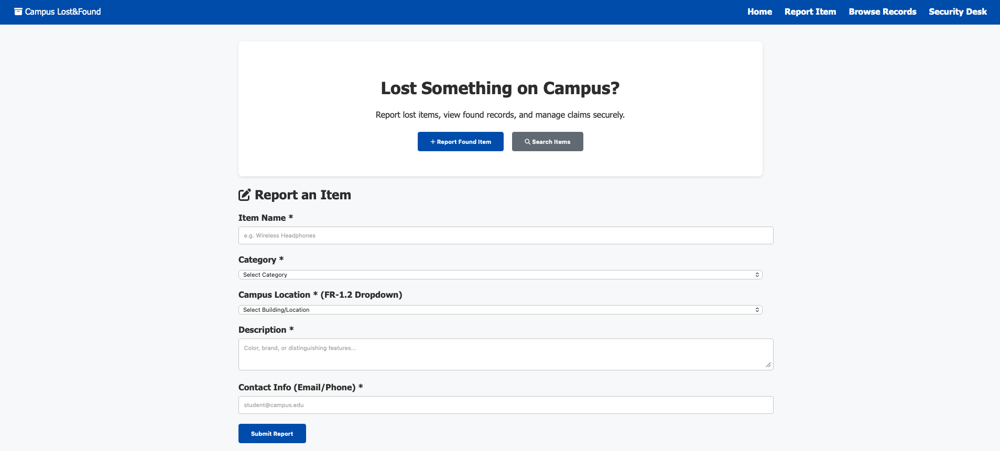 Campus Lost&Found
Home Report Item Browse Records Security Desk
Lost Something on Campus?
Report lost items, view found records, and manage claims securely.
+ Report Found Item
Search Items
Report an Item
Item Name *
e.g. Wireless Headphones
Category *
Select Category
Campus Location * (FR-1.2 Dropdown)
Select Building/Location
Description *
Color, brand, or distinguishing features...
Contact Info (Email/Phone) *
student@campus.edu
Submit Report